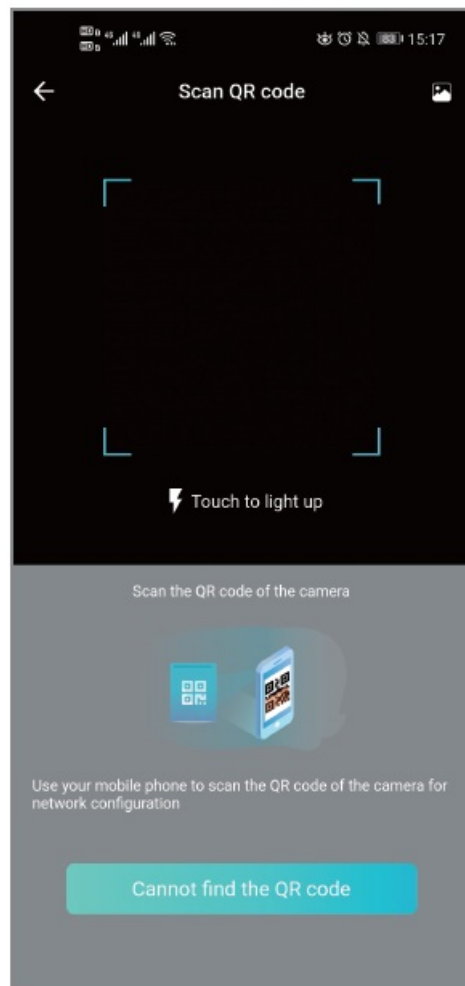 15:17
Scan QR code
Touch to light up
Scan the QR code of the camera
Use your mobile phone to scan the QR code of the camera for
network configuration
Cannot find the QR code